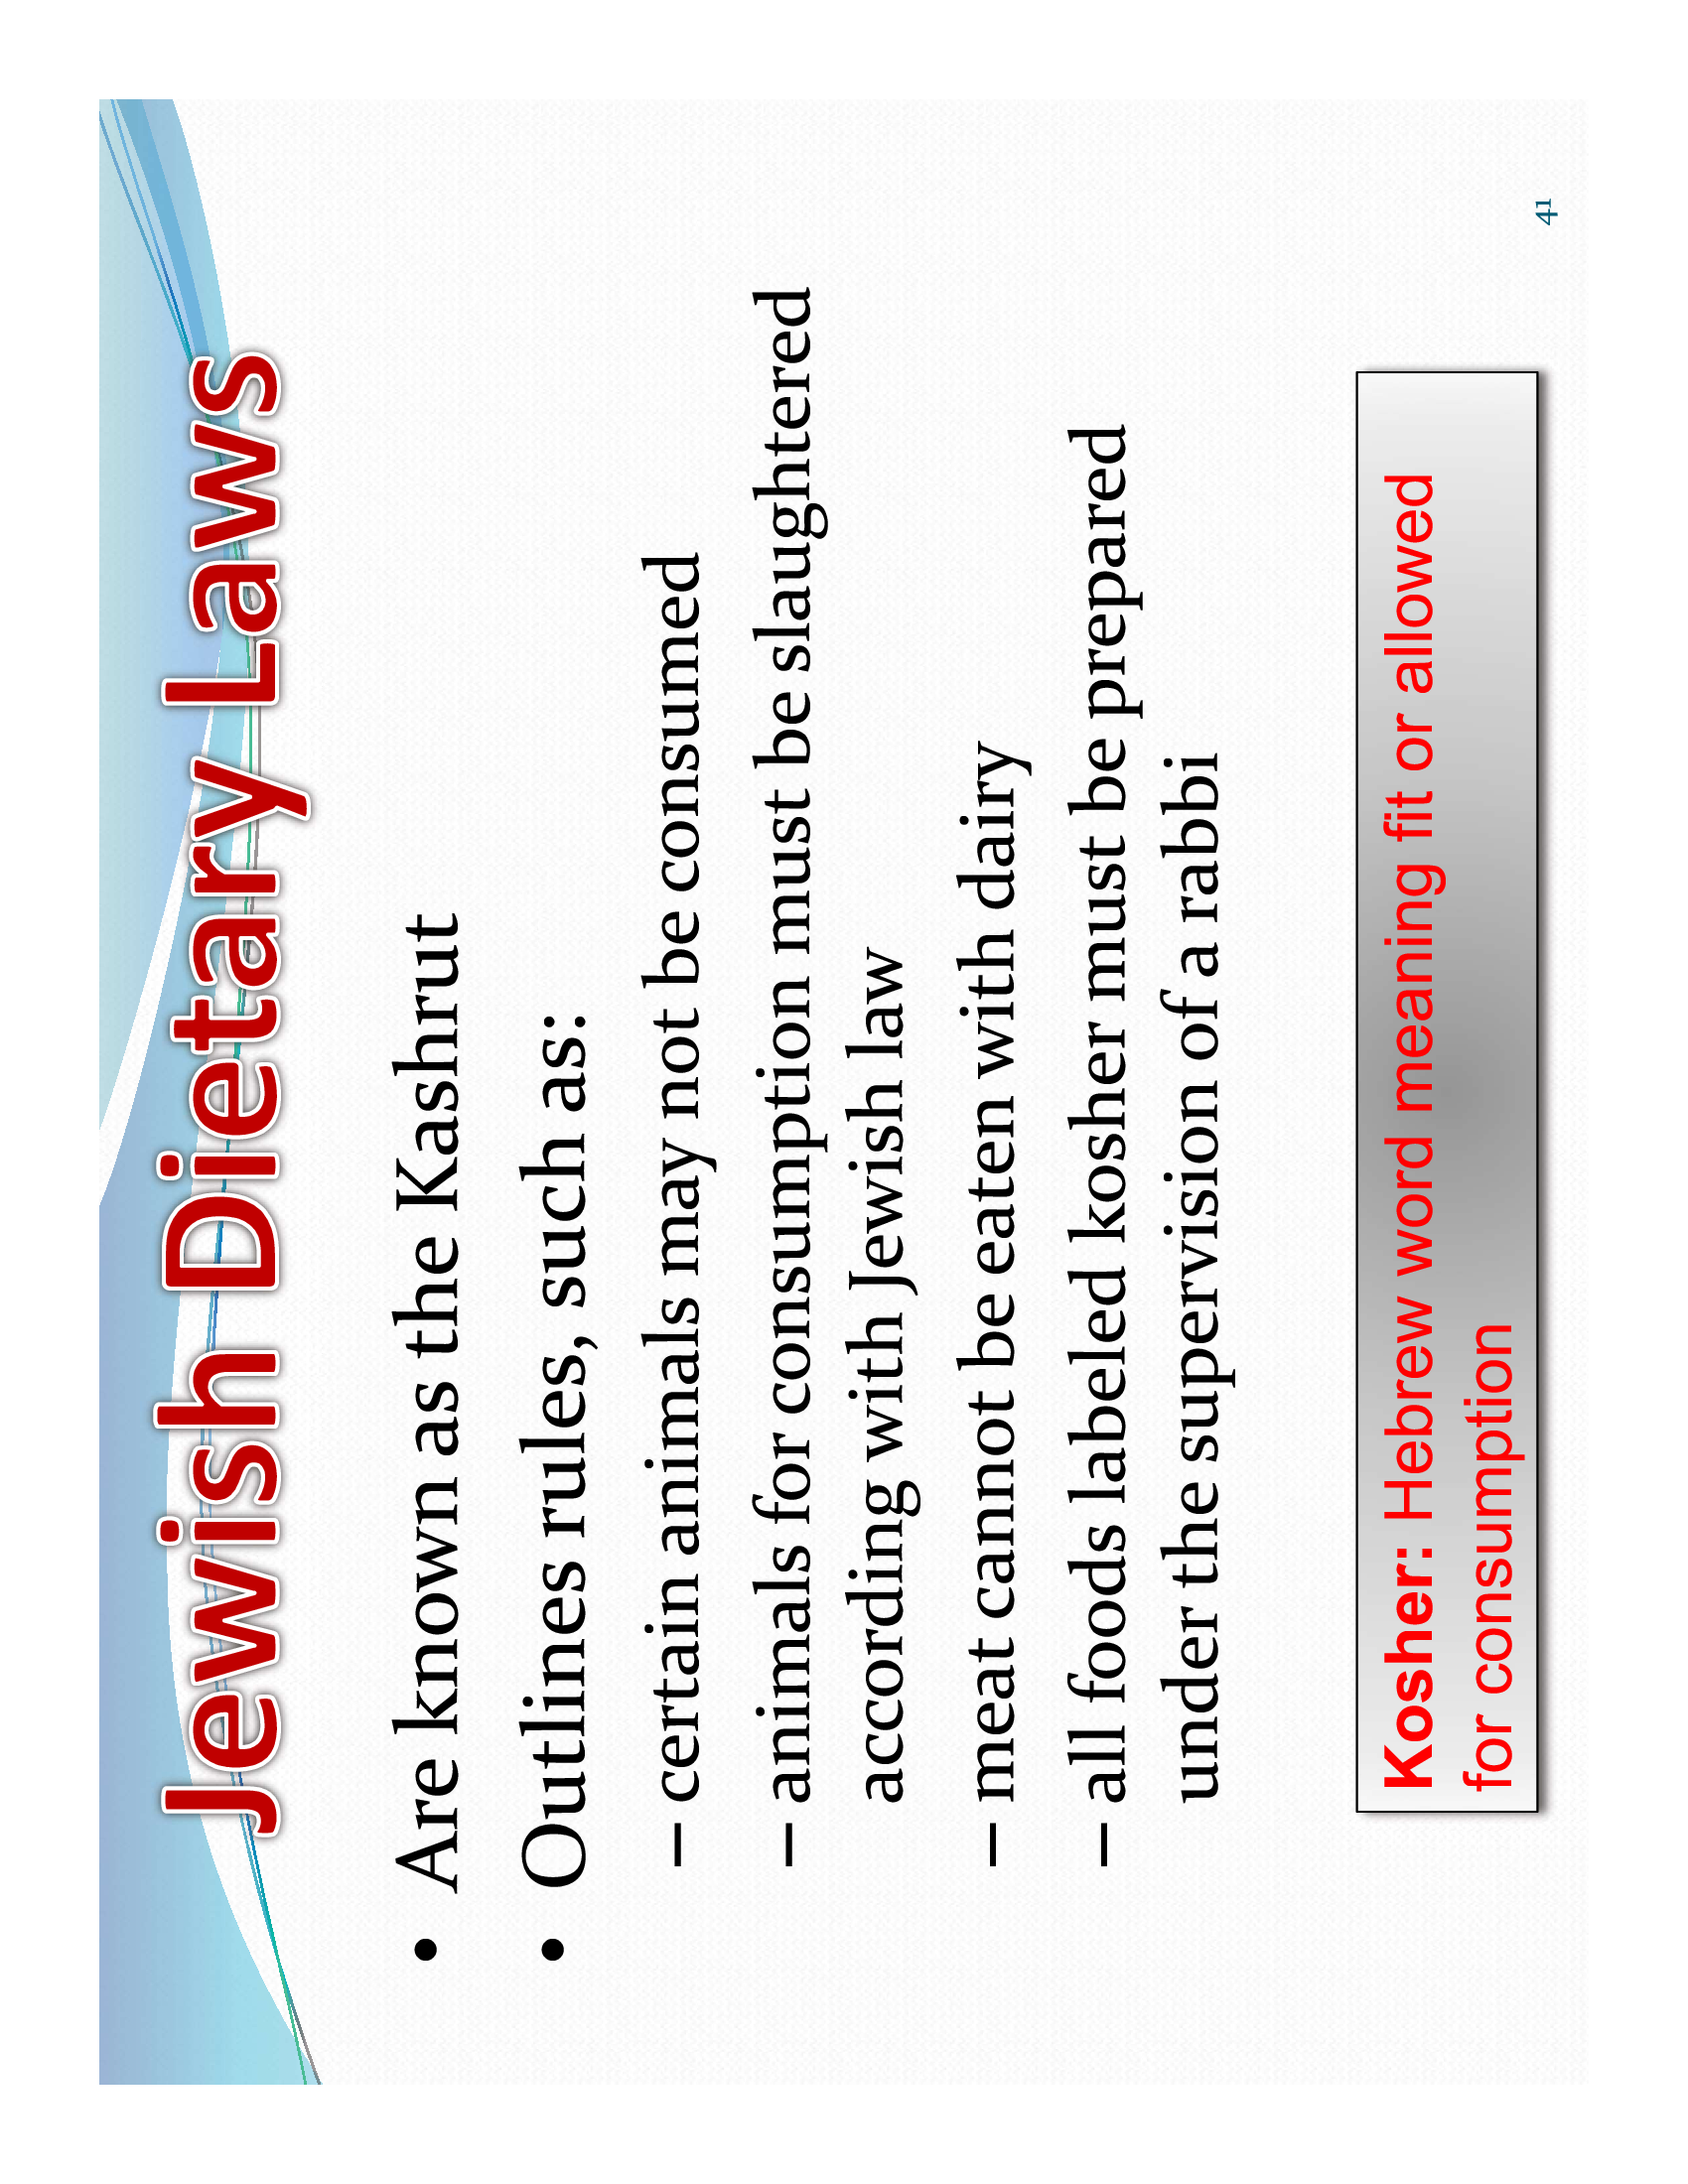 Jewish Dietary Laws
• Are known as the Kashrut
• Outlines rules, such as:
– certain animals may not be consumed
– animals for consumption must be slaughtered
according with Jewish law
– meat cannot be eaten with dairy
– all foods labeled kosher must be prepared
under the supervision of a rabbi
Kosher: Hebrew word meaning fit or allowed
for consumption
41